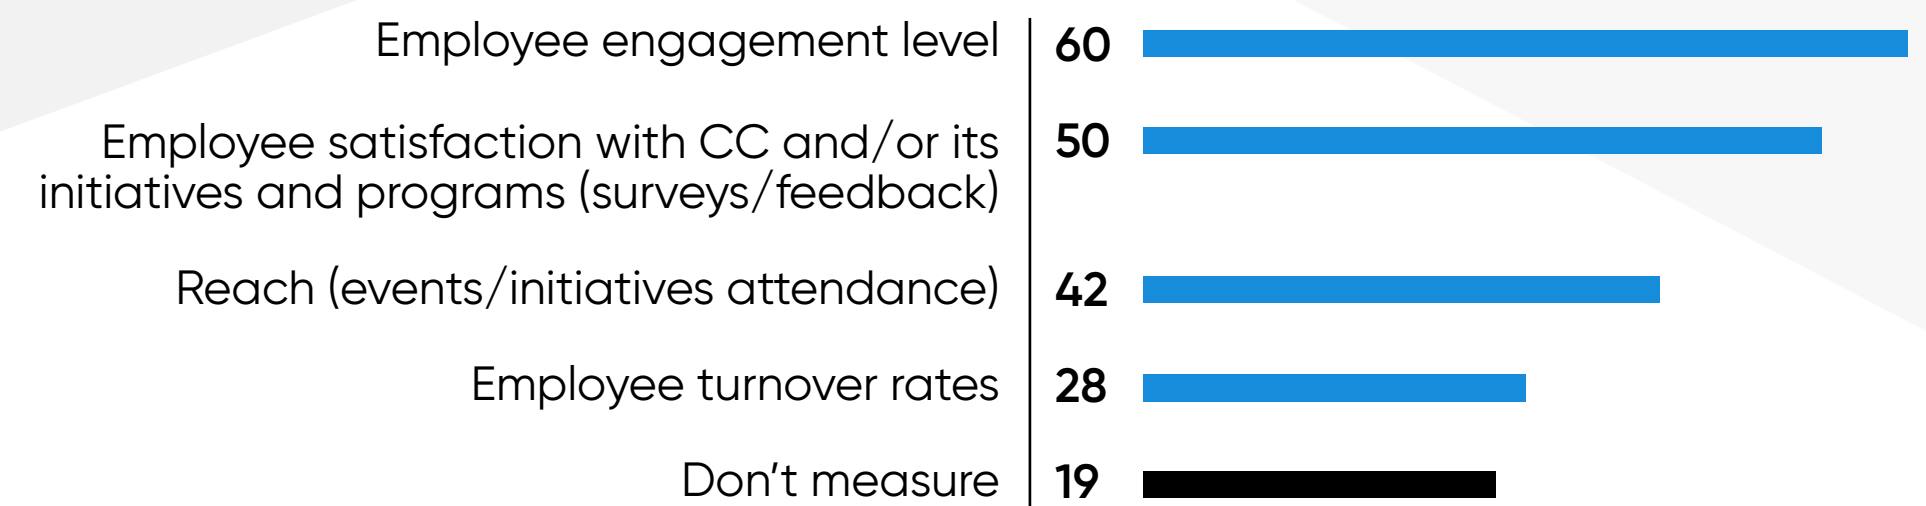 Employee engagement level 60
Employee satisfaction with CC and/or its 50
initiatives and programs (surveys/feedback)
Reach (events/initiatives attendance) 42
Employee turnover rates 28
Don’t measure 19